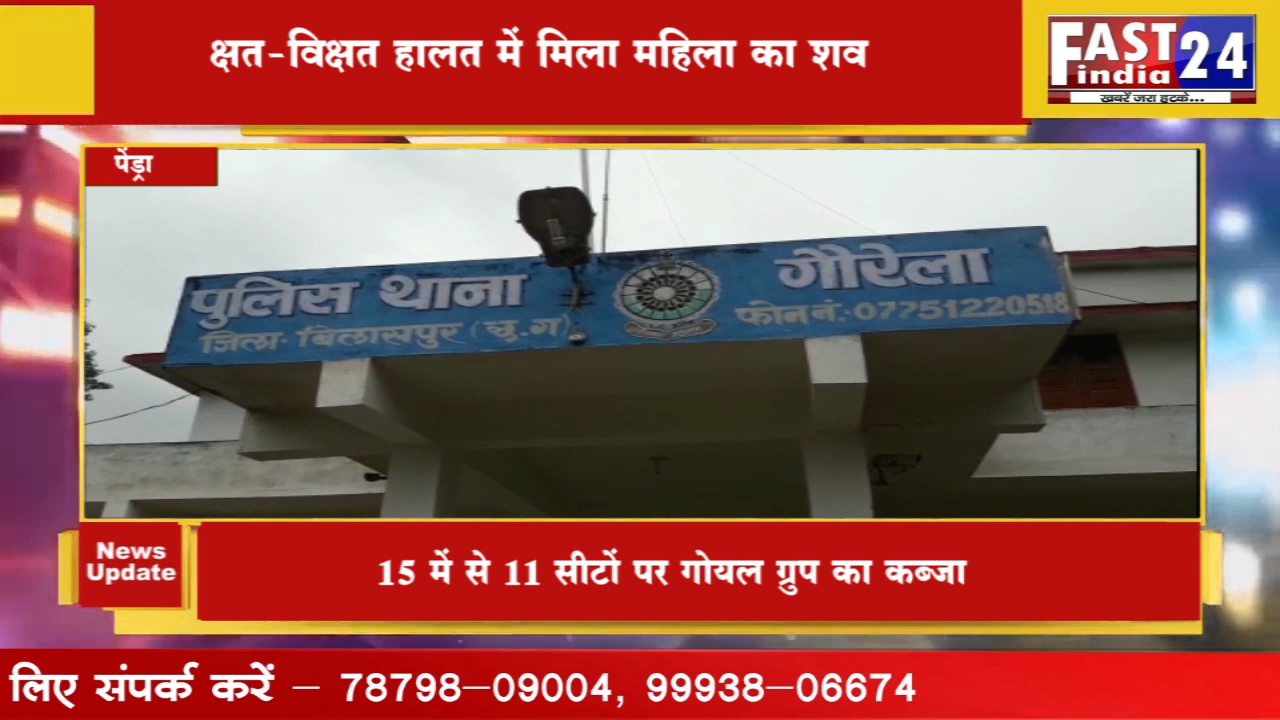 क्षत-विक्षत हालत में मिला महिला का शव
FAST india 24
खबरें जरा हटके...
पेंड्रा
पुलिस थाना गौरेला
जिला- बिलासपुर (छ.ग) फोन नं.-07751220518
News Update
15 में से 11 सीटों पर गोयल ग्रुप का कब्जा
लिए संपर्क करें – 78798–09004, 99938–06674